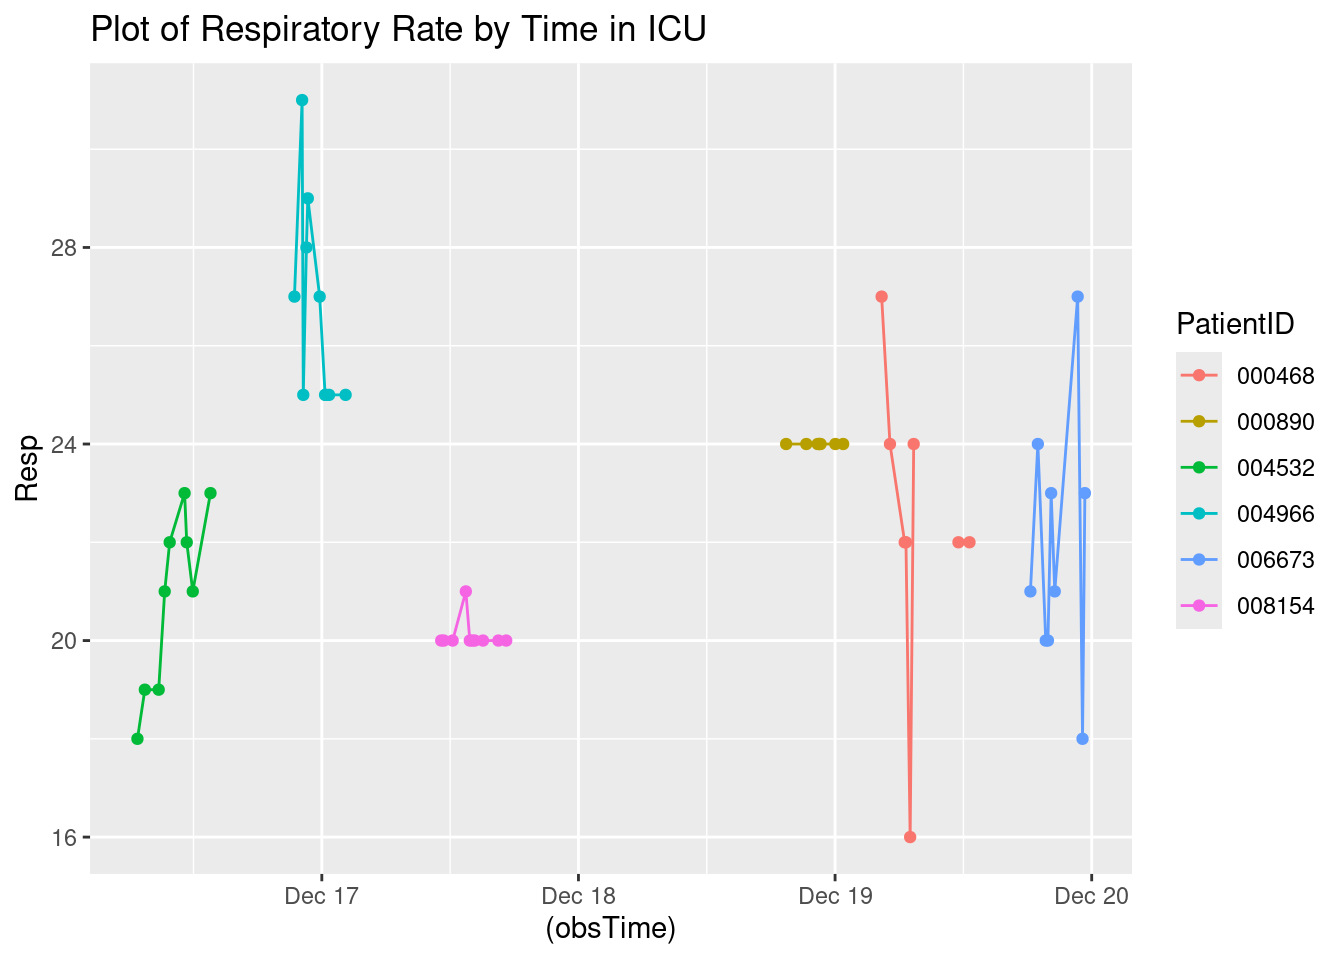 Plot of Respiratory Rate by Time in ICU
28
24
20
16
Resp
Dec 17
Dec 18
Dec 19
Dec 20
(obsTime)
PatientID
000468
000890
004532
004966
006673
008154